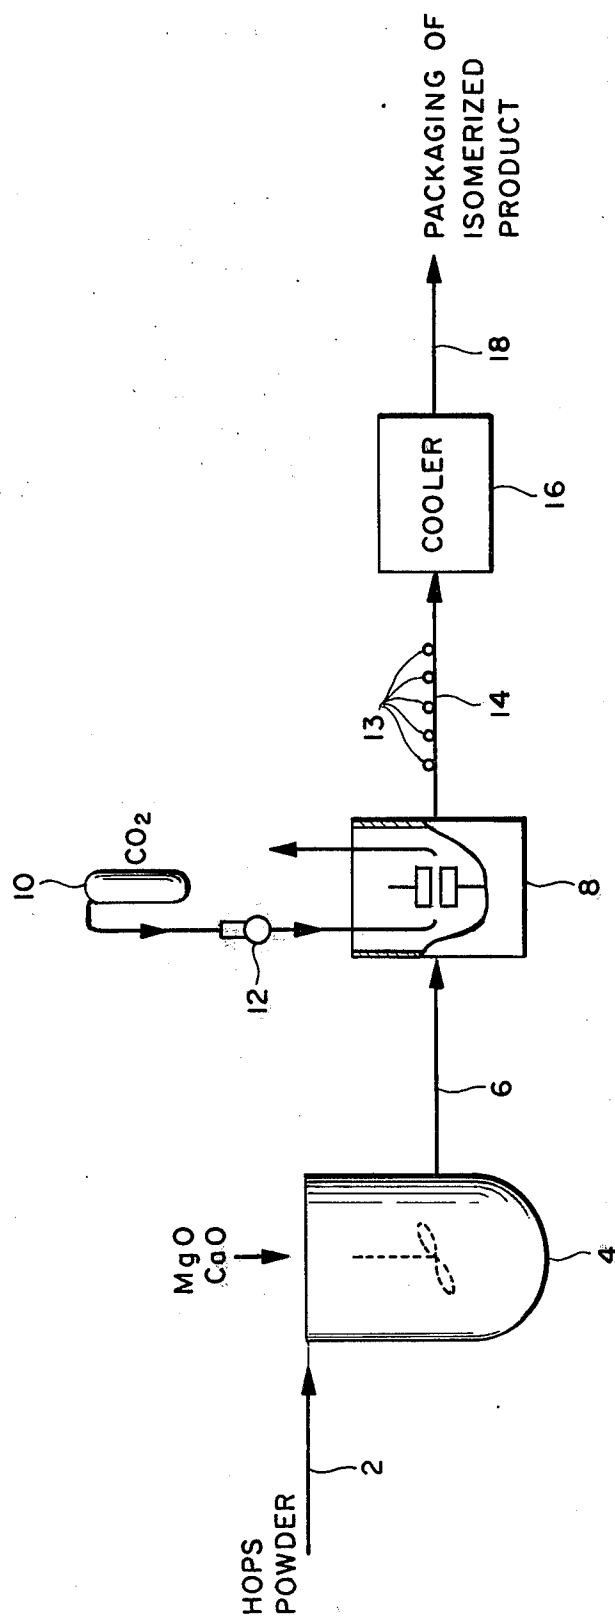 HOPS
POWDER
2
MgO
CaO
4
6
10
CO2
12
8
13
14
COOLER
16
18
PACKAGING OF
ISOMERIZED
PRODUCT